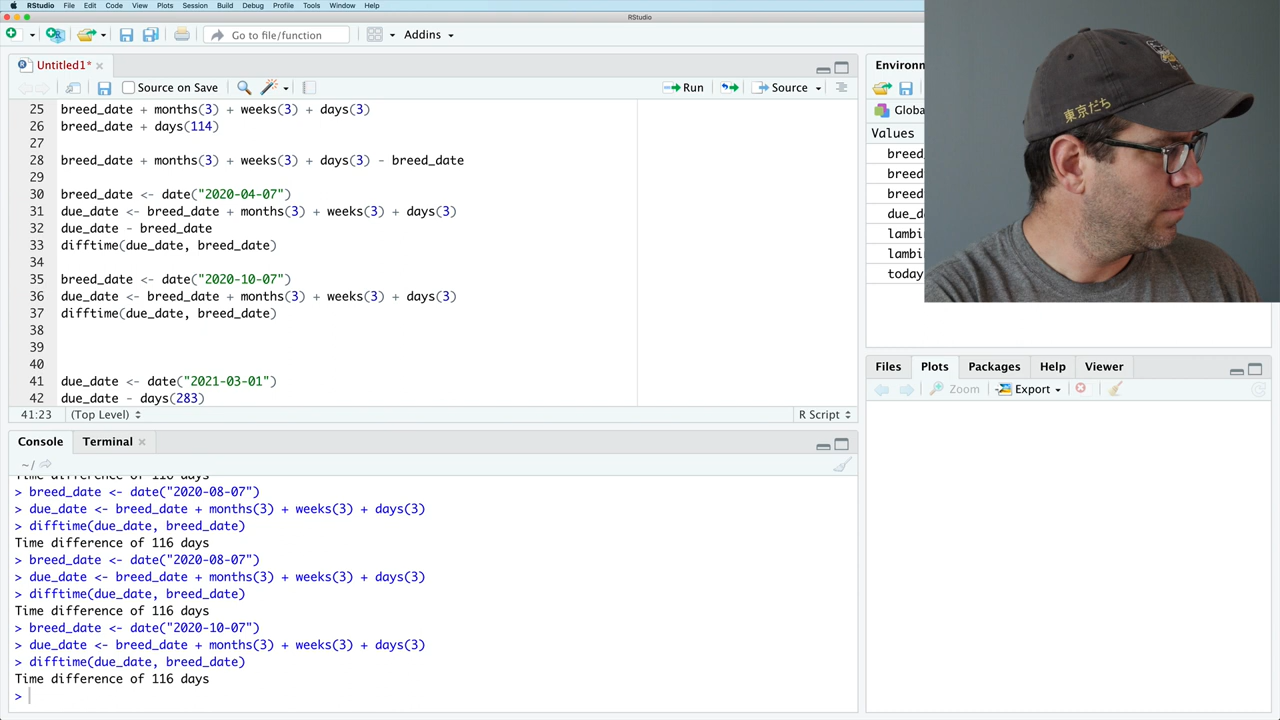 RStudio File Edit Code View Plots Session Build Debug Profile Tools Window Help
RStudio
Go to file/function Addins
Untitled1*
Source on Save Run Source
25 breed_date + months(3) + weeks(3) + days(3)
26 breed_date + days(114)
27
28 breed_date + months(3) + weeks(3) + days(3) - breed_date
29
30 breed_date <- date("2020-04-07")
31 due_date <- breed_date + months(3) + weeks(3) + days(3)
32 due_date - breed_date
33 difftime(due_date, breed_date)
34
35 breed_date <- date("2020-10-07")
36 due_date <- breed_date + months(3) + weeks(3) + days(3)
37 difftime(due_date, breed_date)
38
39
40
41 due_date <- date("2021-03-01")
42 due_date - days(283)
41:23 (Top Level) R Script
Console Terminal
~/
Time difference of 116 days
> breed_date <- date("2020-08-07")
> due_date <- breed_date + months(3) + weeks(3) + days(3)
> difftime(due_date, breed_date)
Time difference of 116 days
> breed_date <- date("2020-08-07")
> due_date <- breed_date + months(3) + weeks(3) + days(3)
> difftime(due_date, breed_date)
Time difference of 116 days
> breed_date <- date("2020-10-07")
> due_date <- breed_date + months(3) + weeks(3) + days(3)
> difftime(due_date, breed_date)
Time difference of 116 days
>
Environ
Globa
Values
breed_
breed_
breed_
due_d
lambi
lambi
today
Files Plots Packages Help Viewer
Zoom Export
東京だち